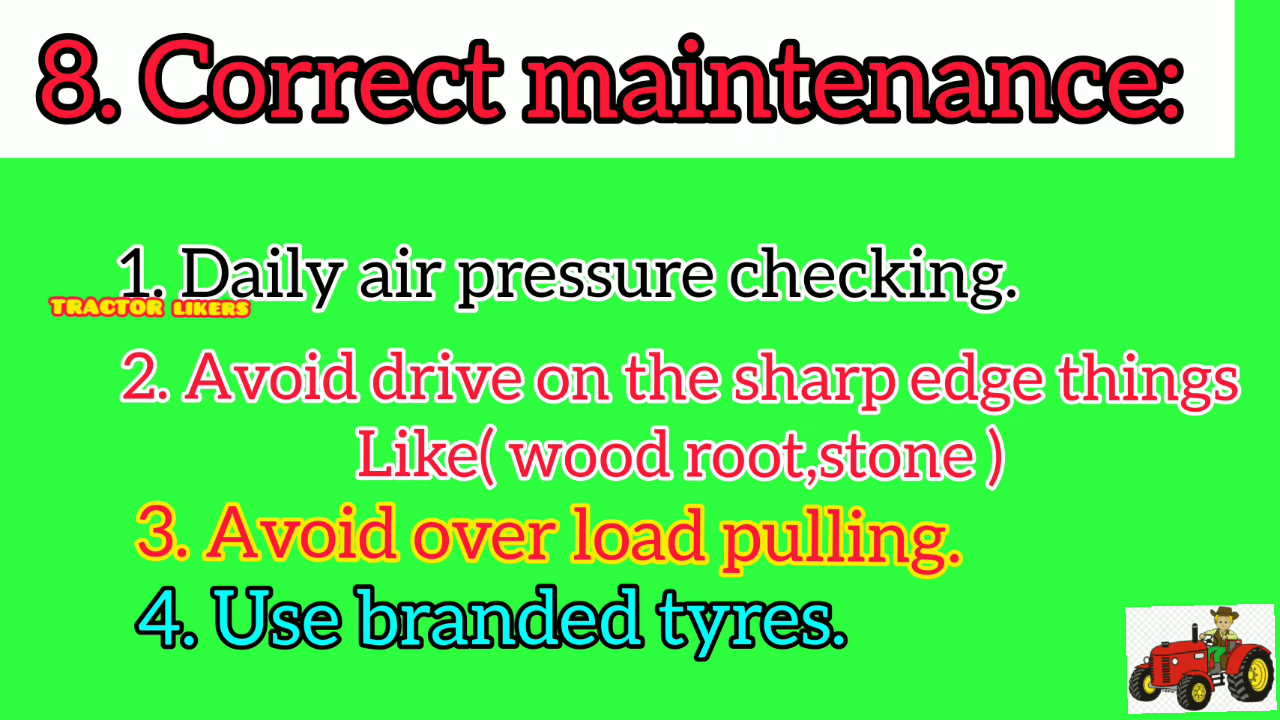 8. Correct maintenance:
1. Daily air pressure checking.
TRACTOR LIKERS
2. Avoid drive on the sharp edge things
Like( wood root,stone )
3. Avoid over load pulling.
4. Use branded tyres.